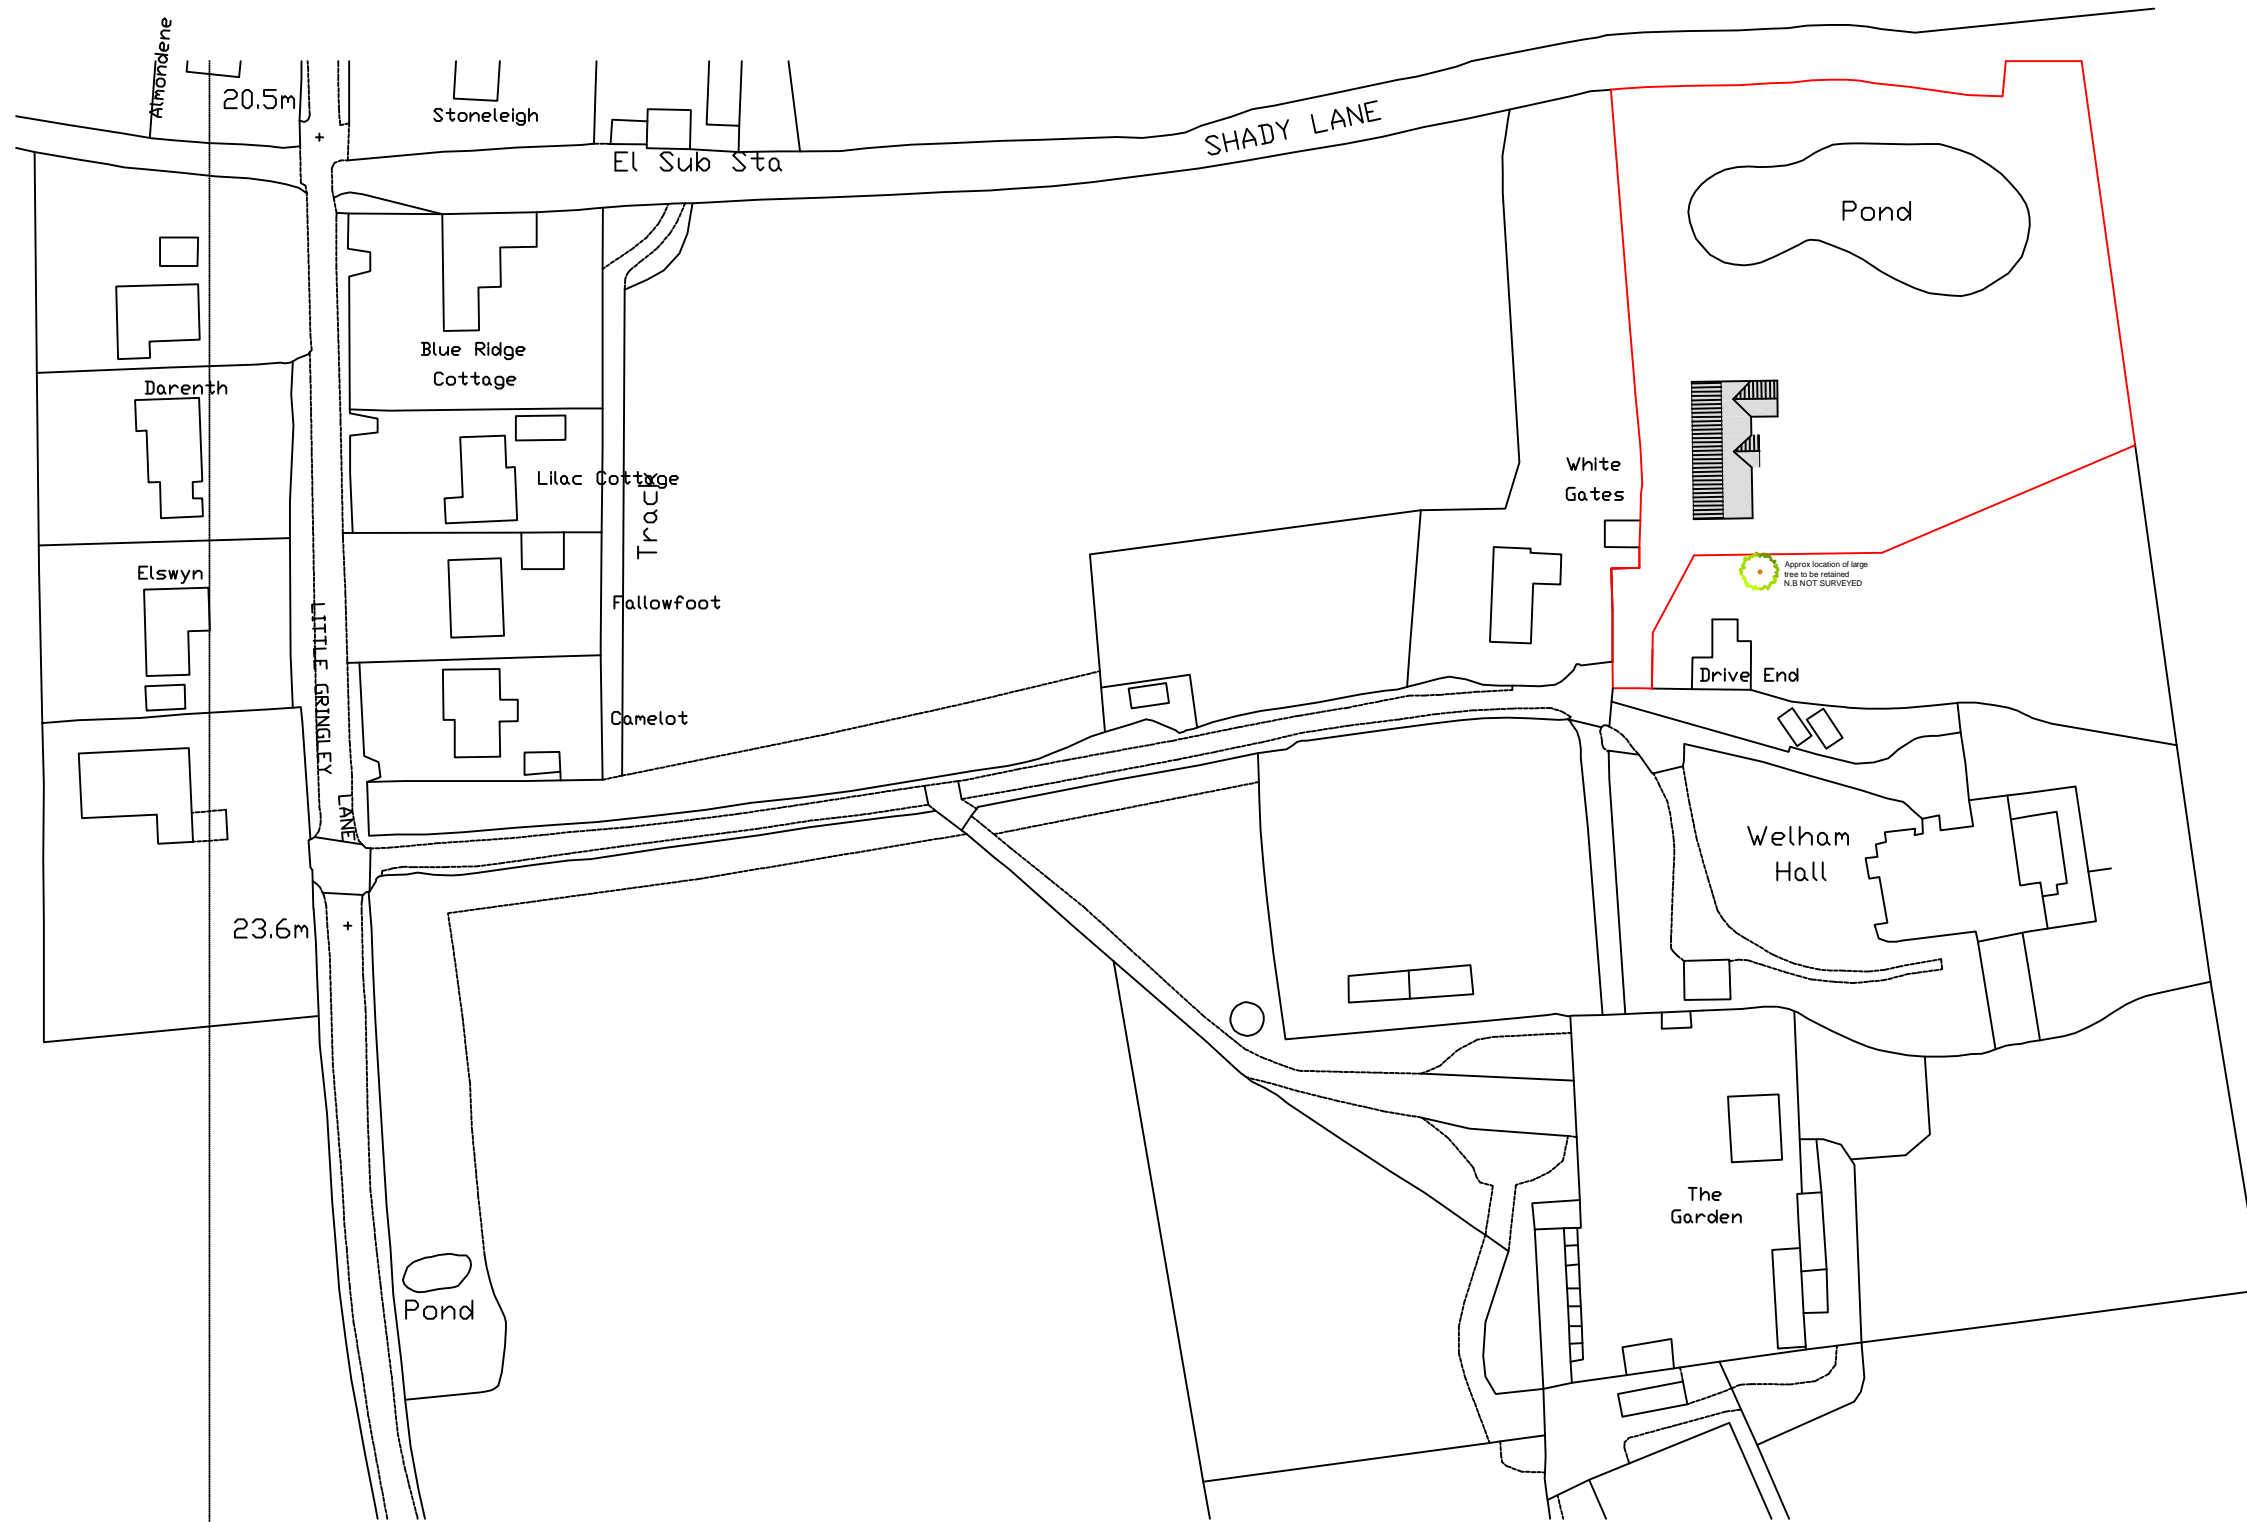 Almondene
20.5m
Stoneleigh
El Sub Sta
SHADY LANE
Pond
Blue Ridge
Cottage
Darenth
Lilac Cottage
Track
White
Gates
Elswyn
Fallowfoot
Approx location of large
tree to be retained
N.B NOT SURVEYED
LITTLE GRINGLEY
LANE
Drive End
Camelot
Welham
Hall
23.6m
The
Garden
Pond